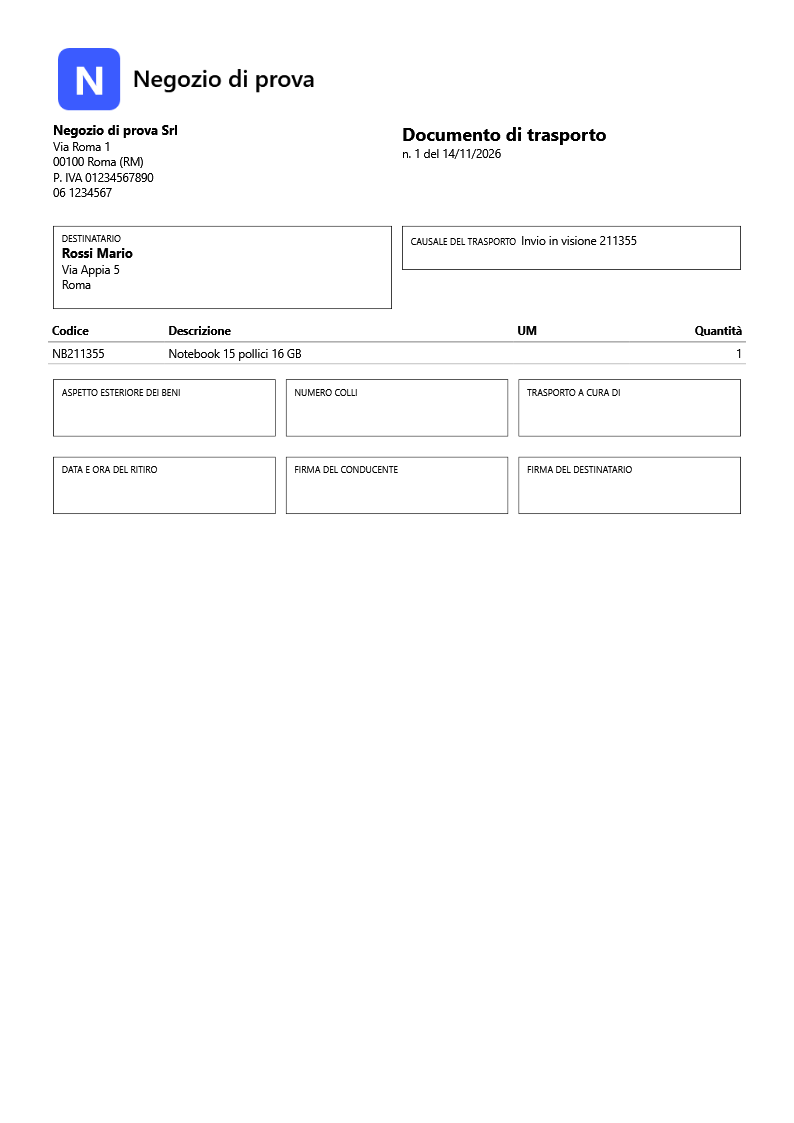 N
Negozio di prova
Negozio di prova Srl
Via Roma 1
00100 Roma (RM)
P. IVA 01234567890
06 1234567
Documento di trasporto
n. 1 del 14/11/2026
DESTINATARIO
Rossi Mario
Via Appia 5
Roma
CAUSALE DEL TRASPORTO Invio in visione 211355
Codice Descrizione UM Quantità
NB211355 Notebook 15 pollici 16 GB 1
ASPETTO ESTERIORE DEI BENI NUMERO COLLI TRASPORTO A CURA DI
DATA E ORA DEL RITIRO FIRMA DEL CONDUCENTE FIRMA DEL DESTINATARIO